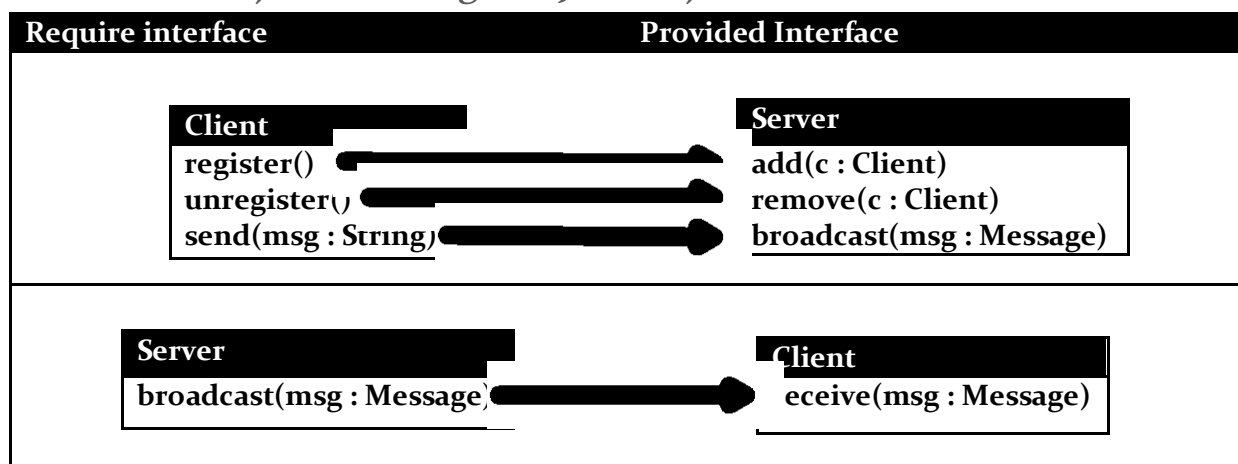 Require interface
Provided Interface
Client
register()
unregister()
send(msg : String)
Server
add(c : Client)
remove(c : Client)
broadcast(msg : Message)
Server
broadcast(msg : Message)
Client
eceive(msg : Message)